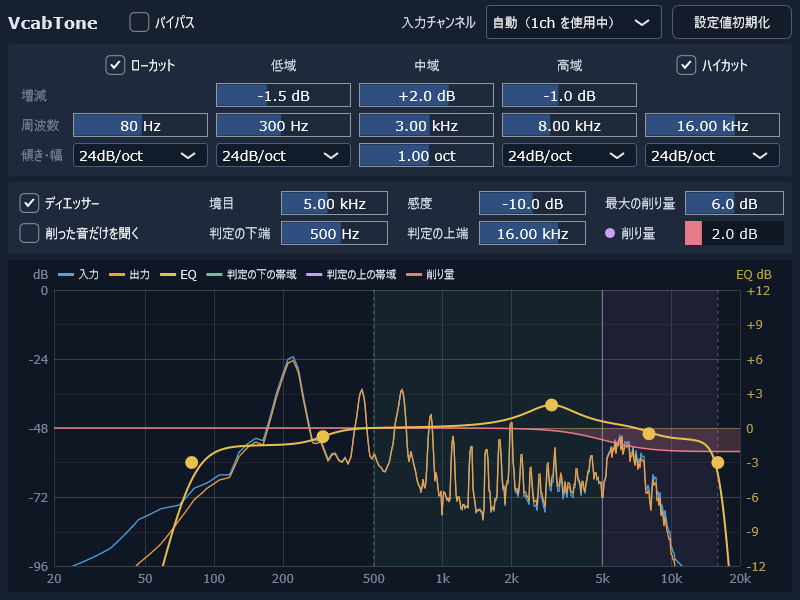 VcabTone バイパス 入力チャンネル 自動（1ch を使用中） 設定値初期化
ローカット 低域 中域 高域 ハイカット
増減 -1.5 dB +2.0 dB -1.0 dB
周波数 80 Hz 300 Hz 3.00 kHz 8.00 kHz 16.00 kHz
傾き・幅 24dB/oct 24dB/oct 1.00 oct 24dB/oct 24dB/oct
ディエッサー 境目 5.00 kHz 感度 -10.0 dB 最大の削り量 6.0 dB
削った音だけを聞く 判定の下端 500 Hz 判定の上端 16.00 kHz 削り量 2.0 dB
dB 入力 出力 EQ 判定の下の帯域 判定の上の帯域 削り量 EQ dB
0 +12
+9
-24 +6
+3
-48 0
-3
-72 -6
-9
-96 -12
20 50 100 200 500 1k 2k 5k 10k 20k